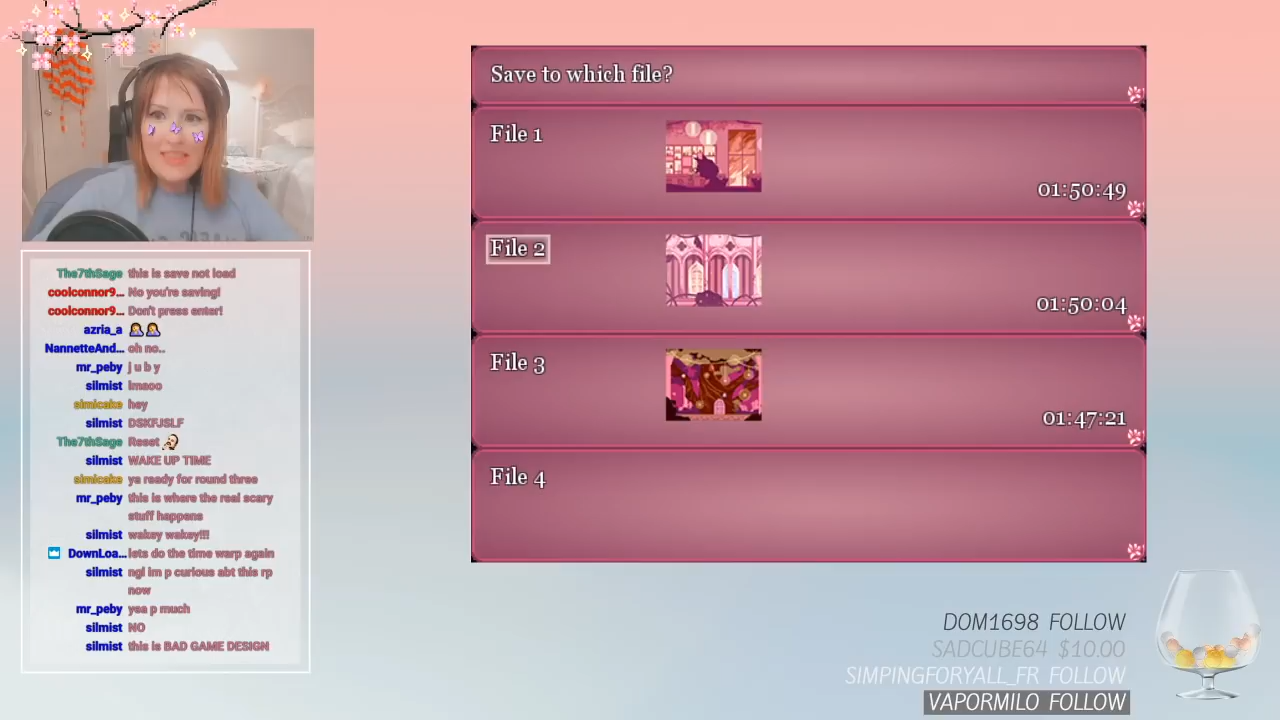 Save to which file?
File 1
01:50:49
File 2
01:50:04
File 3
01:47:21
File 4
The7thSage this is save not load
coolconnor9... No you're saving!
coolconnor9... Don't press enter!
azria_a
NannetteAnd... oh no..
mr_peby j u b y
silmist lmaoo
simicake hey
silmist DSKFJSLF
The7thSage Reset
silmist WAKE UP TIME
simicake ya ready for round three
mr_peby this is where the real scary
stuff happens
silmist wakey wakey!!!
DownLoa... lets do the time warp again
silmist ngl im p curious abt this rp
now
mr_peby yea p much
silmist NO
silmist this is BAD GAME DESIGN
DOM1698 FOLLOW
SADCUBE64 $10.00
SIMPINGFORYALL_FR FOLLOW
VAPORMILO FOLLOW